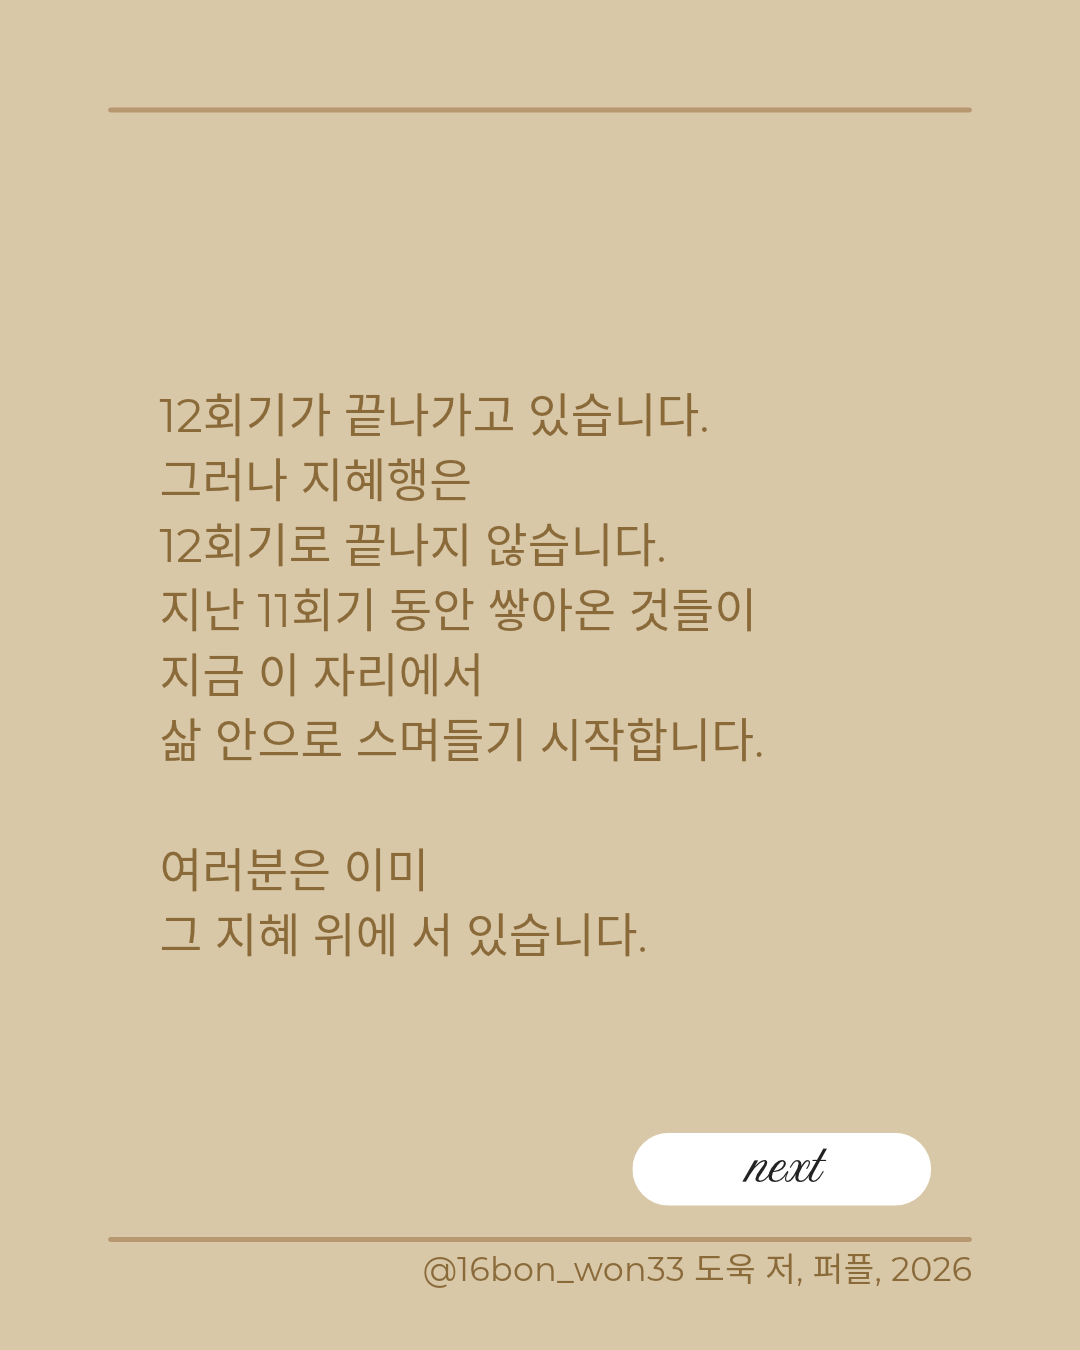 12회기가 끝나가고 있습니다.
그러나 지혜행은
12회기로 끝나지 않습니다.
지난 11회기 동안 쌓아온 것들이
지금 이 자리에서
삶 안으로 스며들기 시작합니다.
여러분은 이미
그 지혜 위에 서 있습니다.
next
@16bon_won33 도욱 저, 퍼플, 2026